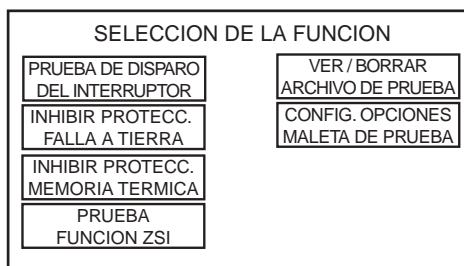 SELECCION DE LA FUNCION
PRUEBA DE DISPARO
DEL INTERRUPTOR
INHIBIR PROTECC.
FALLA A TIERRA
INHIBIR PROTECC.
MEMORIA TERMICA
PRUEBA
FUNCION ZSI
VER / BORRAR
ARCHIVO DE PRUEBA
CONFIG. OPCIONES
MALETA DE PRUEBA